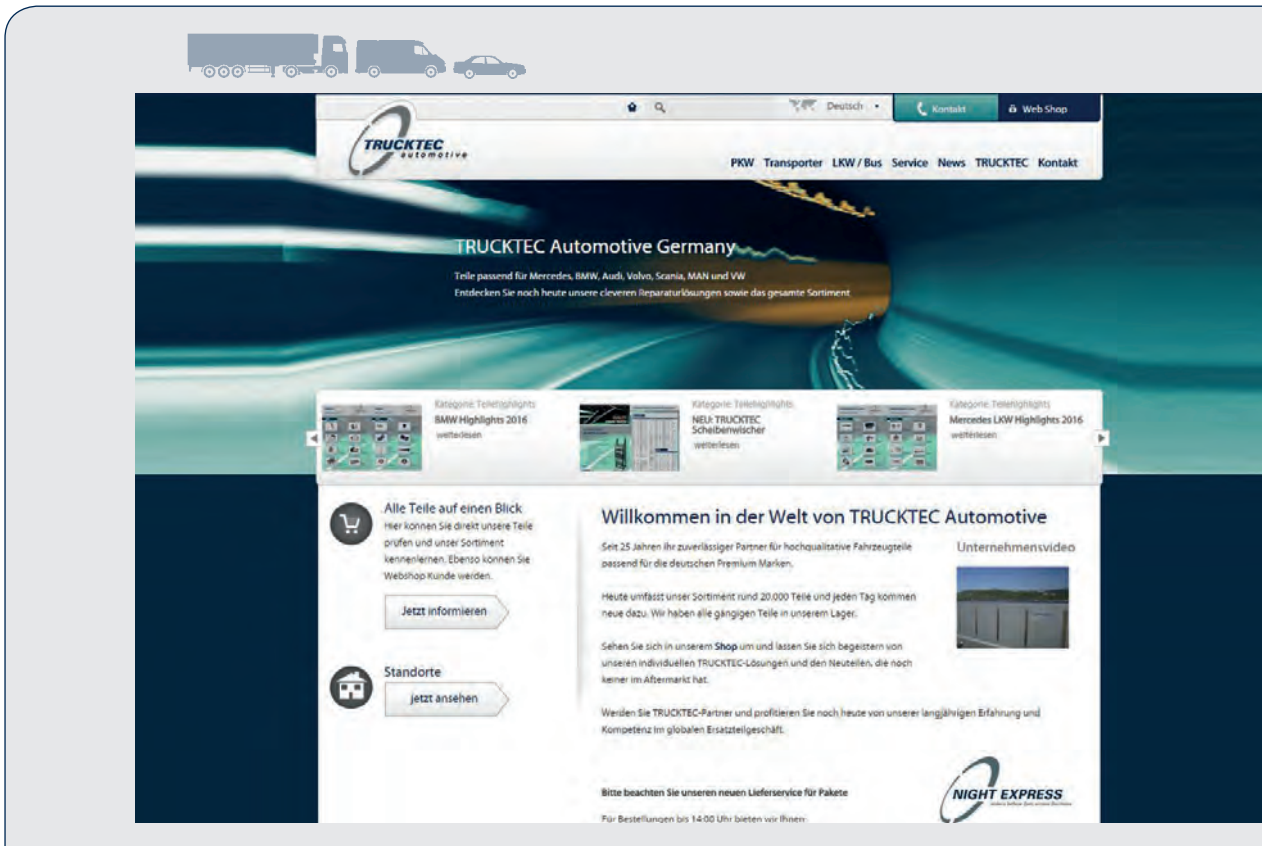 Deutsch
Kontakt
Web Shop
TRUCKTEC
automotive
PKW Transporter LKW / Bus Service News TRUCKTEC Kontakt
TRUCKTEC Automotive Germany
Teile passend für Mercedes, BMW, Audi, Volvo, Scania, MAN und VW
Entdecken Sie noch heute unsere cleveren Reparaturlösungen sowie das gesamte Sortiment
Kategorie: Teilehighlights
BMW Highlights 2016
weiterlesen
Kategorie: Teilehighlights
NEU: TRUCKTEC
Scheibenwischer
weiterlesen
Kategorie: Teilehighlights
Mercedes LKW Highlights 2016
weiterlesen
Alle Teile auf einen Blick
Hier können Sie direkt unsere Teile
prüfen und unser Sortiment
kennenlernen. Ebenso können Sie
Webshop Kunde werden.
Jetzt informieren
Standorte
jetzt ansehen
Willkommen in der Welt von TRUCKTEC Automotive
Seit 25 Jahren Ihr zuverlässiger Partner für hochqualitative Fahrzeugteile
passend für die deutschen Premium Marken.
Heute umfasst unser Sortiment rund 20.000 Teile und jeden Tag kommen
neue dazu. Wir haben alle gängigen Teile in unserem Lager.
Sehen Sie sich in unserem Shop um und lassen Sie sich begeistern von
unseren individuellen TRUCKTEC-Lösungen und den Neuteilen, die noch
keiner im Aftermarkt hat.
Werden Sie TRUCKTEC-Partner und profitieren Sie noch heute von unserer langjährigen Erfahrung und
Kompetenz im globalen Ersatzteilgeschäft.
Unternehmensvideo
Bitte beachten Sie unseren neuen Lieferservice für Pakete
Für Bestellungen bis 14:00 Uhr bieten wir Ihnen
NIGHT EXPRESS